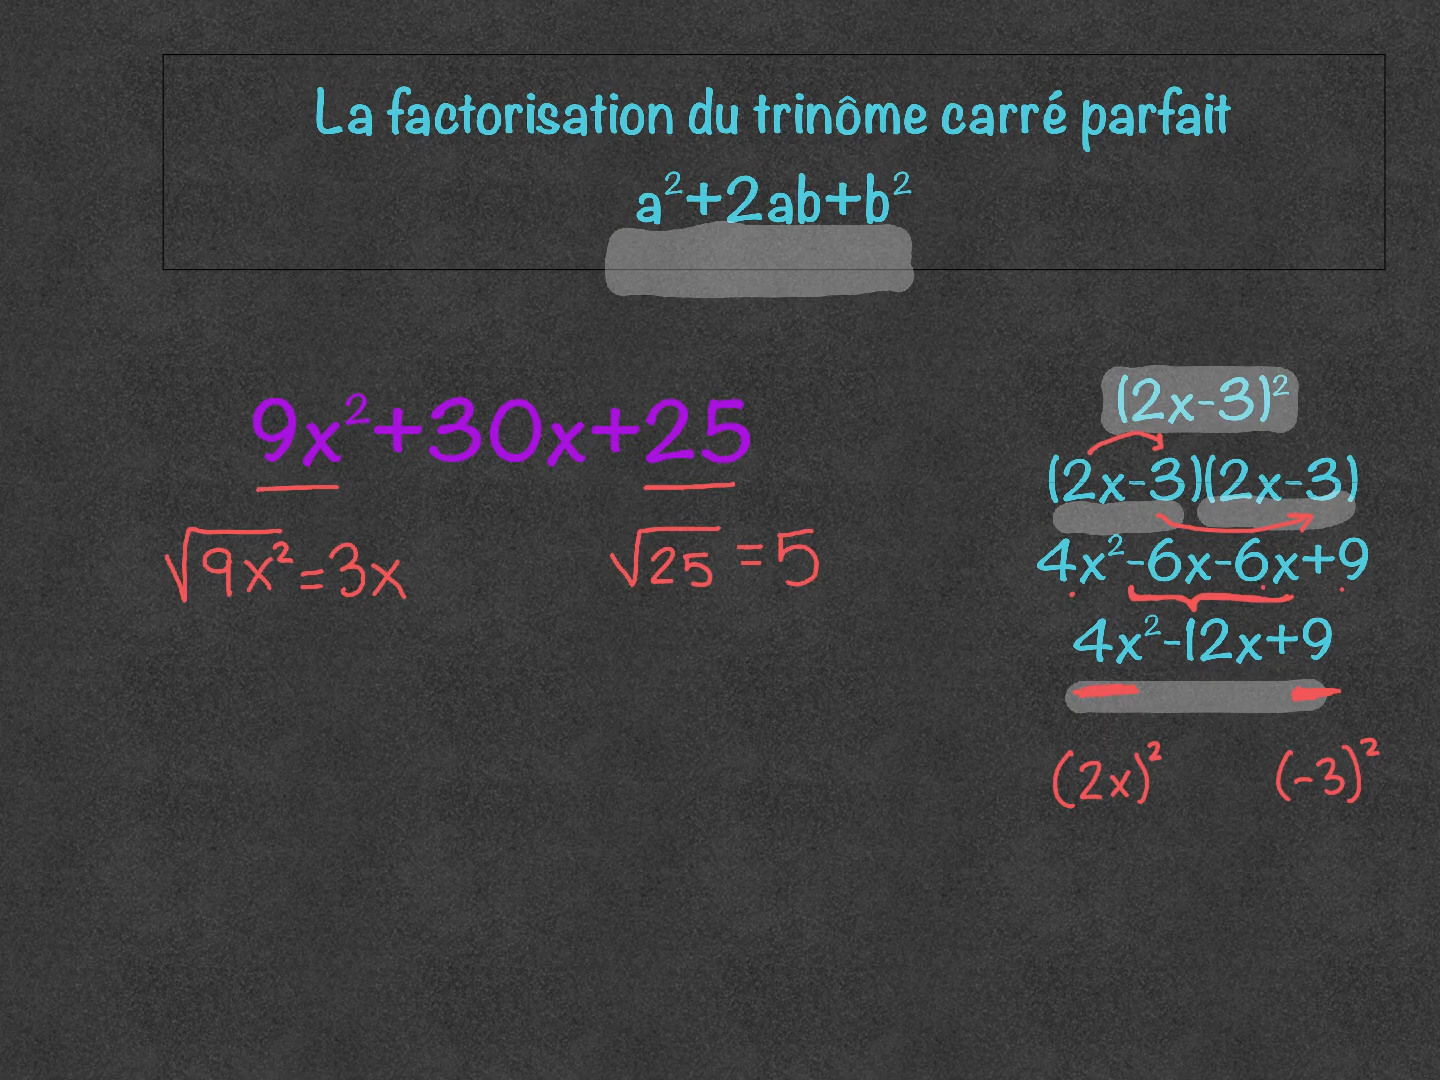 La factorisation du trinôme carré parfait
a²+2ab+b²
9x²+30x+25
√9x² = 3x
√25 = 5
(2x-3)²
(2x-3)(2x-3)
4x²-6x-6x+9
4x²-12x+9
(2x)² (-3)²